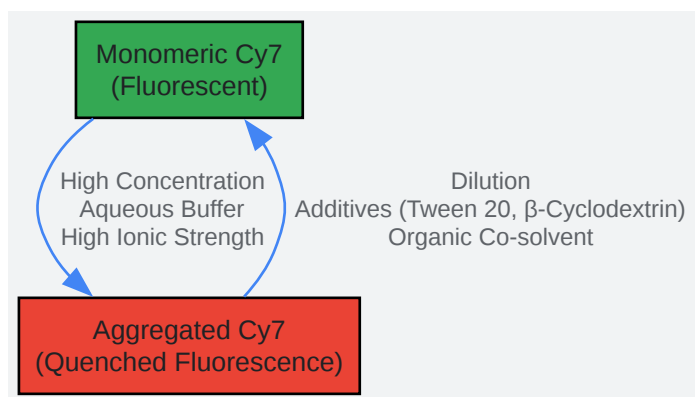 Monomeric Cy7
(Fluorescent)
High Concentration
Aqueous Buffer
High Ionic Strength
Dilution
Additives (Tween 20, β-Cyclodextrin)
Organic Co-solvent
Aggregated Cy7
(Quenched Fluorescence)